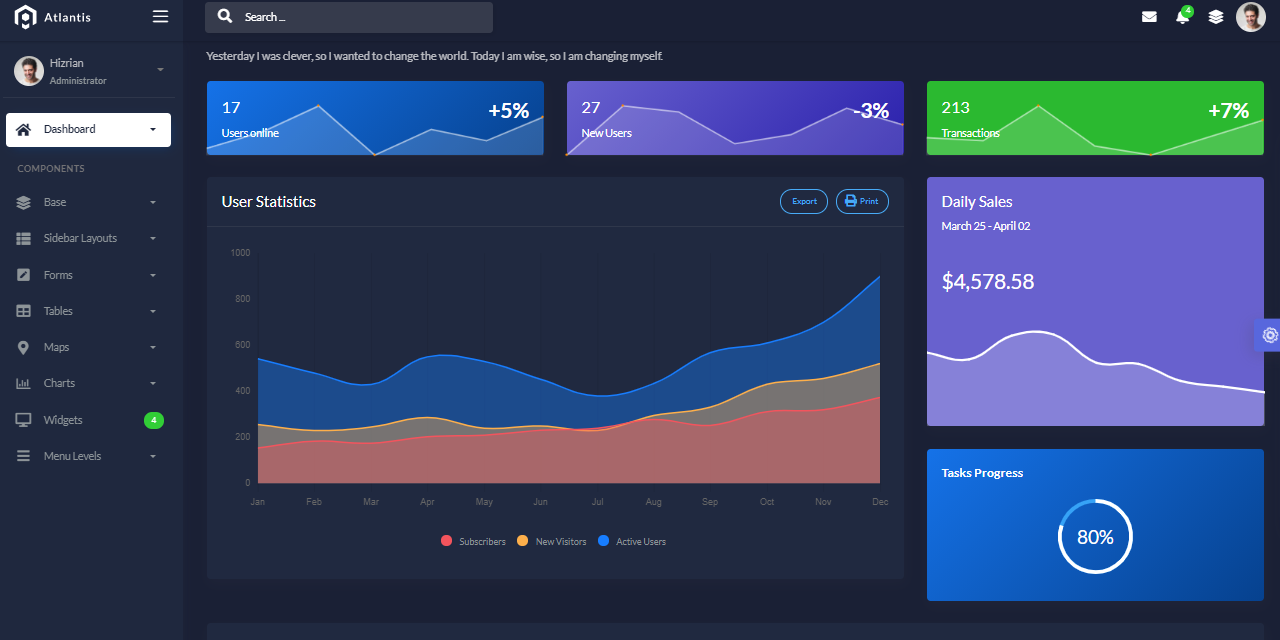 Atlantis
Search ...
4
Hizrian
Administrator
Dashboard
COMPONENTS
Base
Sidebar Layouts
Forms
Tables
Maps
Charts
Widgets
4
Menu Levels
Yesterday I was clever, so I wanted to change the world. Today I am wise, so I am changing myself.
17
+5%
Users online
27
-3%
New Users
213
+7%
Transactions
User Statistics
Export
Print
1000
800
600
400
200
0
Jan Feb Mar Apr May Jun Jul Aug Sep Oct Nov Dec
Subscribers New Visitors Active Users
Daily Sales
March 25 - April 02
$4,578.58
Tasks Progress
80%